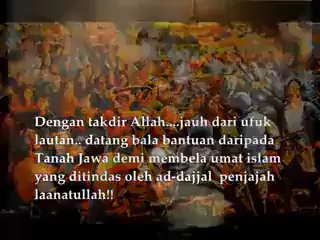 Dengan takdir Allah....jauh dari ufuk
lautan.. datang bala bantuan daripada
Tanah Jawa demi membela umat islam
yang ditindas oleh ad-dajjal penjajah
laanatullah!!